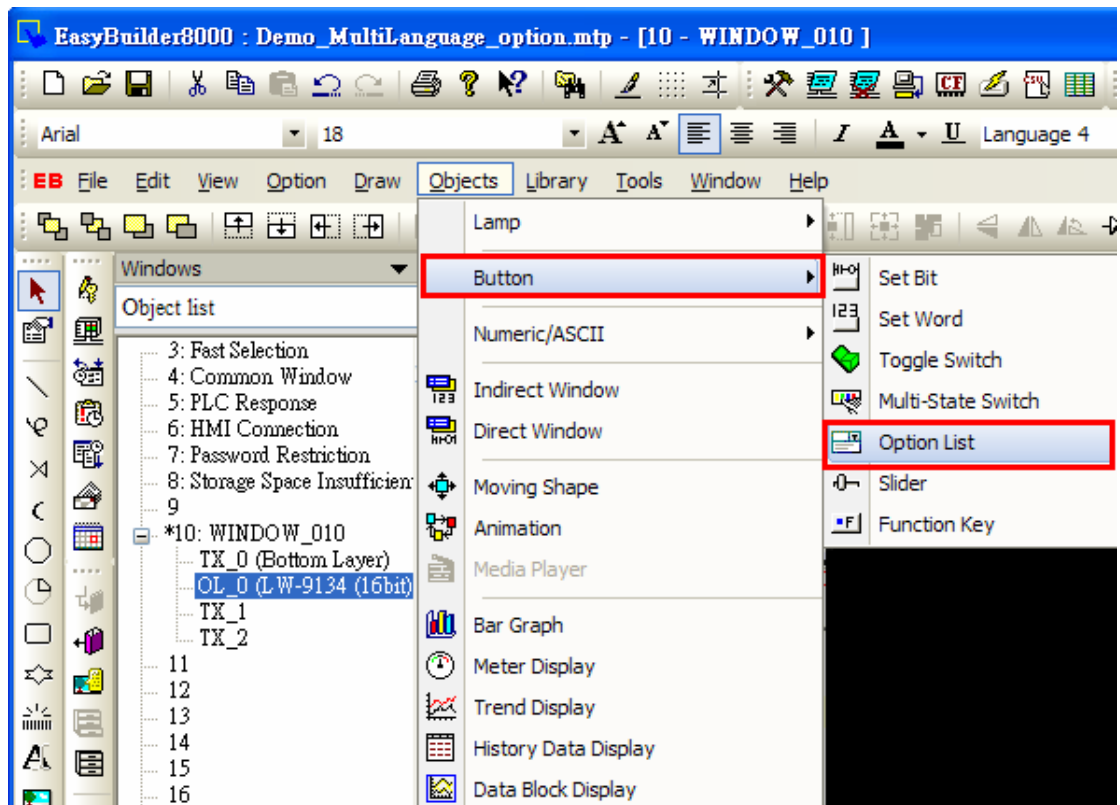 EasyBuilder8000 : Demo_MultiLanguage_option.mtp - [10 - WINDOW_010 ]
Arial 18 A A I A U Language 4
EB File Edit View Option Draw Objects Library Tools Window Help
Windows
Object list
3: Fast Selection
4: Common Window
5: PLC Response
6: HMI Connection
7: Password Restriction
8: Storage Space Insufficien
9
*10: WINDOW_010
TX_0 (Bottom Layer)
OL_0 (LW-9134 (16bit)
TX_1
TX_2
11
12
13
14
15
16
Lamp
Button
Numeric/ASCII
Indirect Window
Direct Window
Moving Shape
Animation
Media Player
Bar Graph
Meter Display
Trend Display
History Data Display
Data Block Display
Set Bit
Set Word
Toggle Switch
Multi-State Switch
Option List
Slider
Function Key